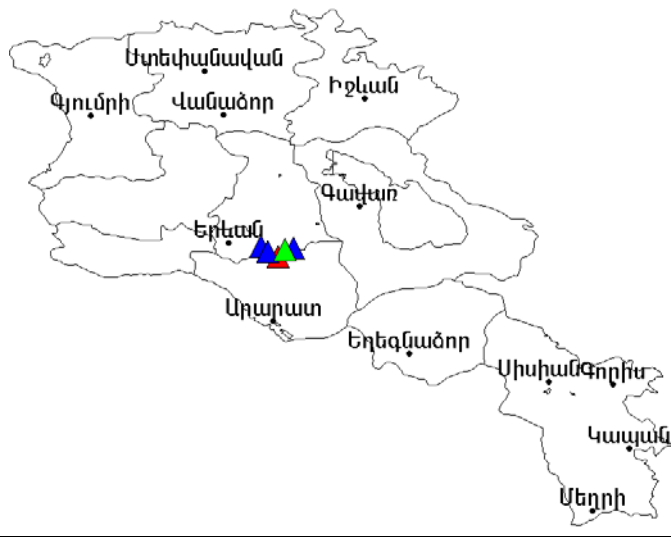 Ստեփանավան
Իջևան
Գյումրի
Վանաձոր
Գավառ
Երևան
Արարատ
Եղեգնաձոր
Սիսիան
Գորիս
Կապան
Մեղրի